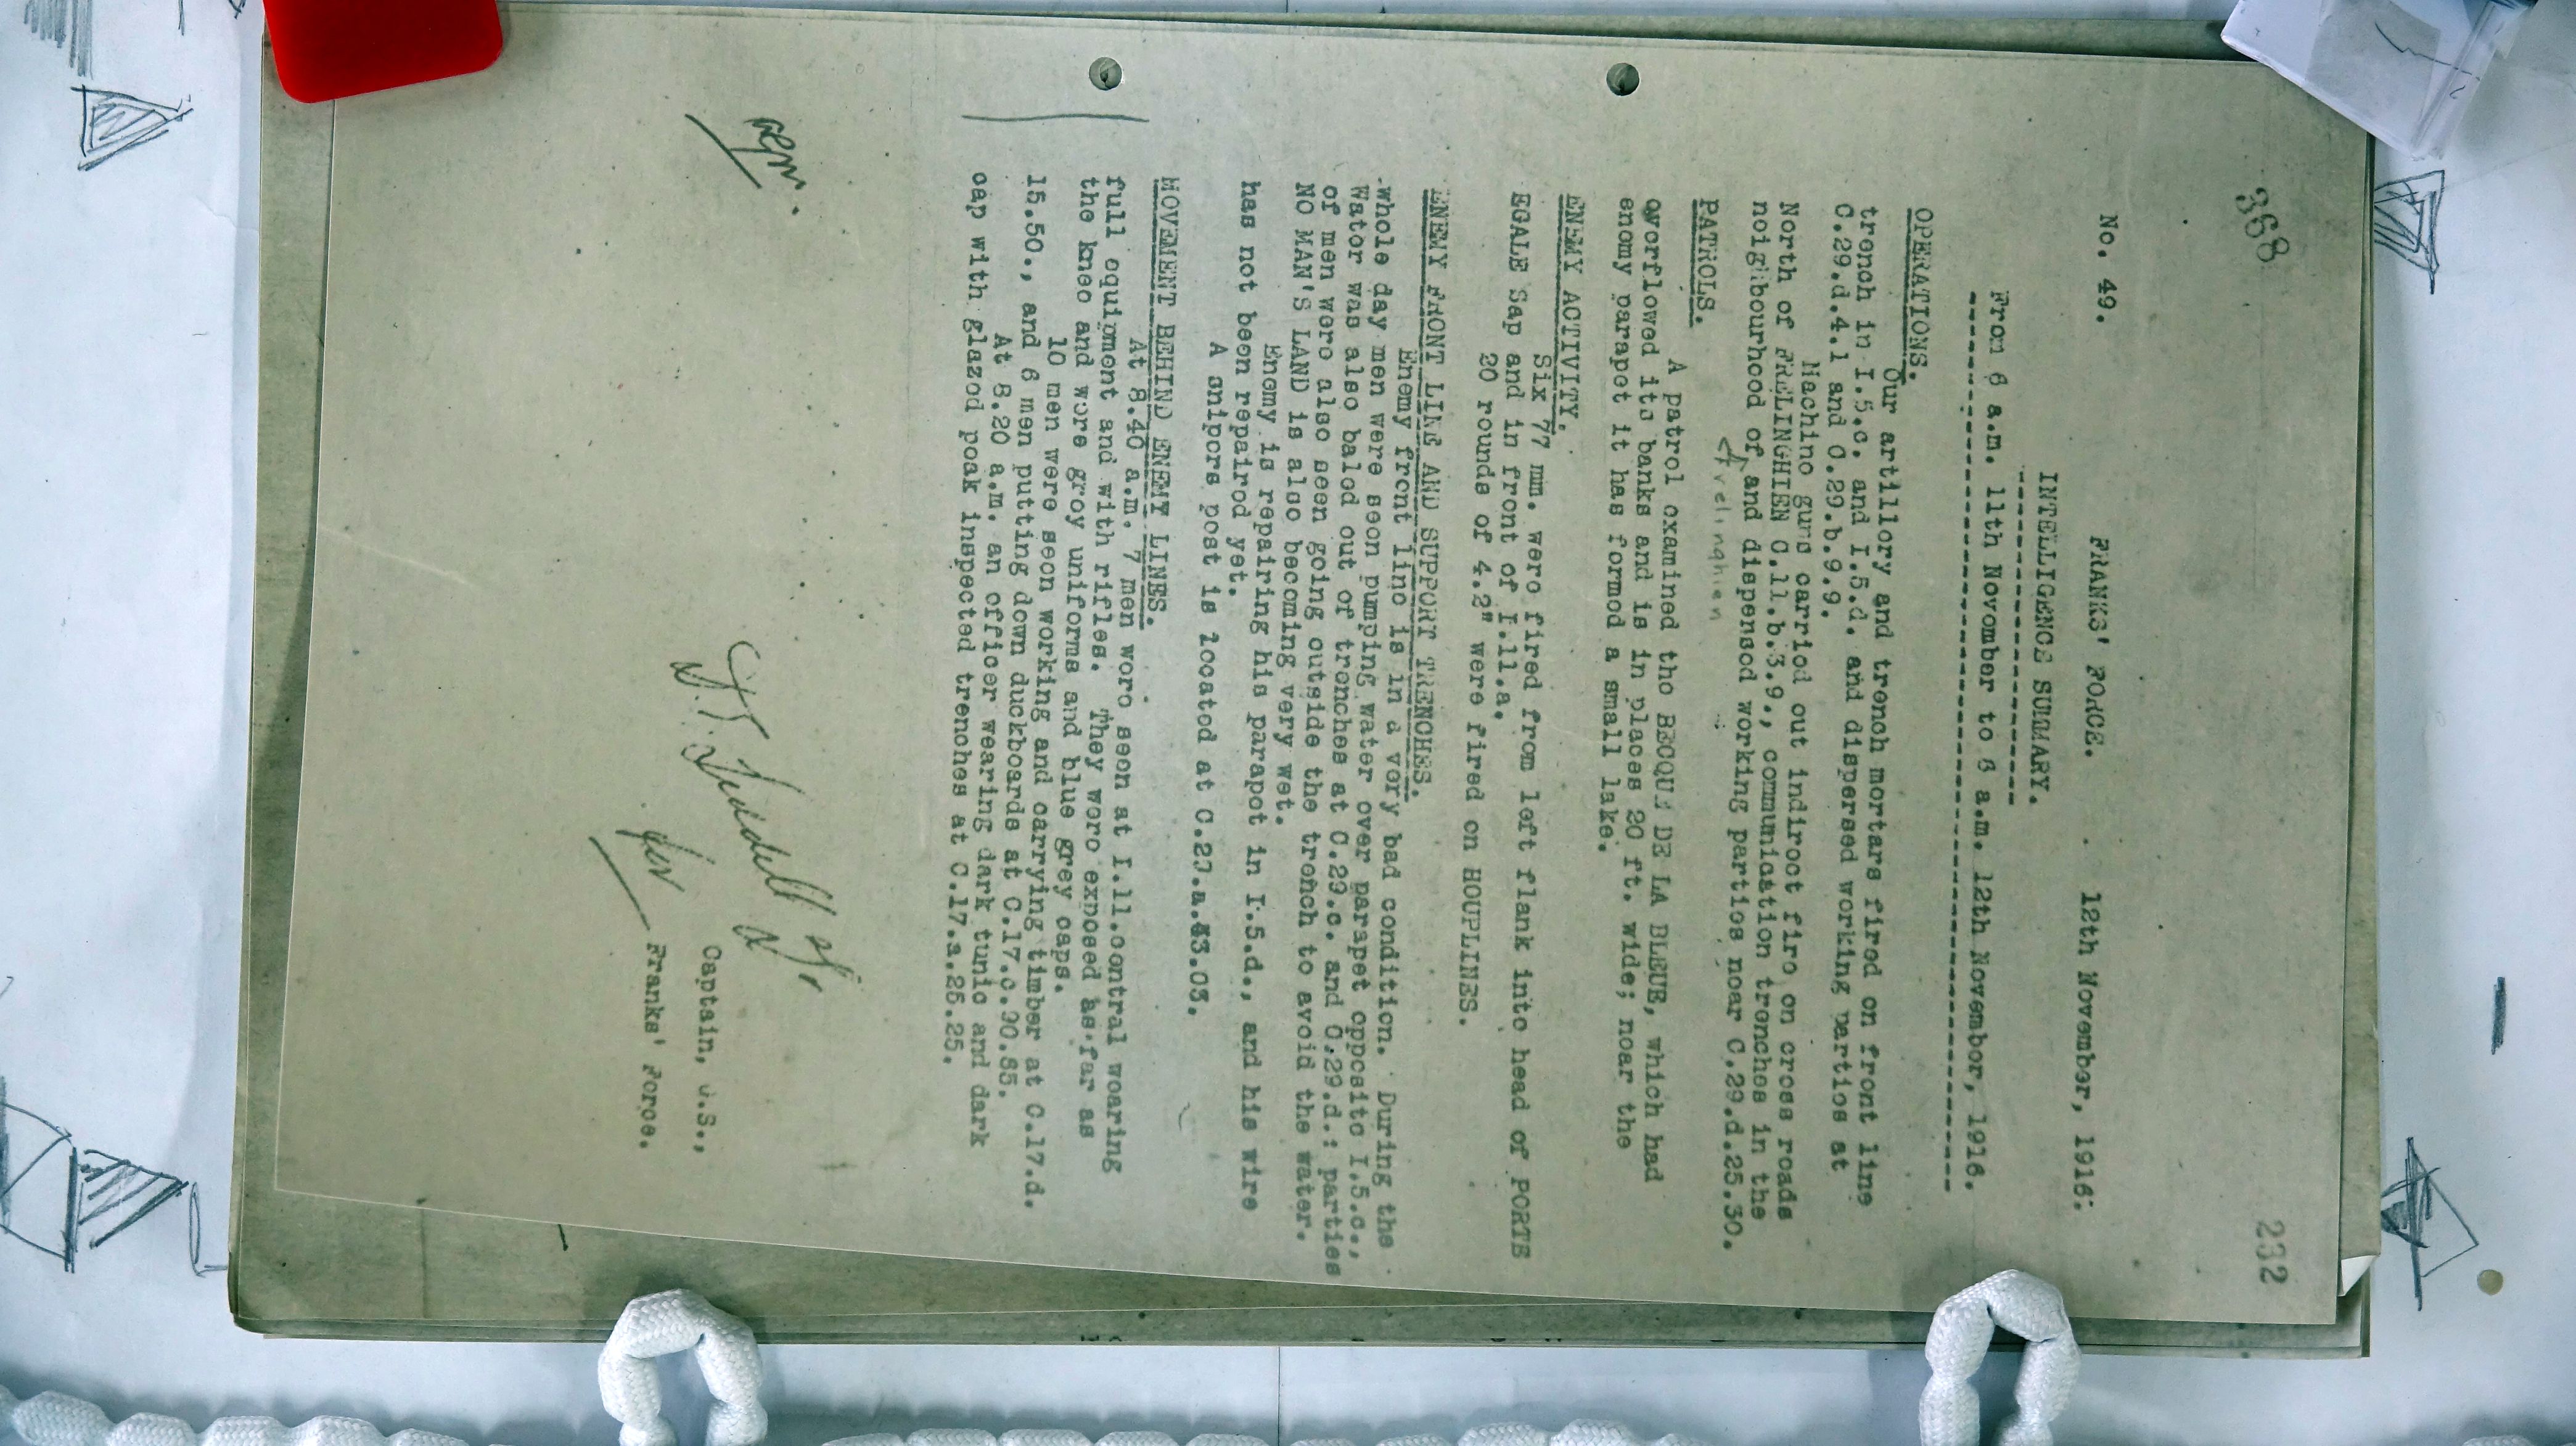 368
232
No. 49. FRANKS' FORCE. 12th November, 1916.
INTELLIGENCE SUMMARY.
From 6 a.m. 11th November to 6 a.m. 12th November, 1916.
OPERATIONS.
Our artillery and trench mortars fired on front line
trench in I.5.c. and I.5.d. and dispersed working parties at
C.29.d.4.1 and C.29.b.9.9.
Machine guns carried out indirect fire on cross roads
North of FRELINGHIEN C.11.b.3.9., communication trenches in the
neighbourhood of and dispensed working parties near C.29.d.25.30.
Frelinghien
PATROLS.
A patrol examined the BECQUE DE LA BLEUE, which had
overflowed its banks and is in places 20 ft. wide; near the
enemy parapet it has formed a small lake.
ENEMY ACTIVITY.
Six 77 mm. were fired from left flank into head of PORTE
EGALE Sap and in front of I.11.a.
20 rounds of 4.2" were fired on HOUPLINES.
ENEMY FRONT LINE AND SUPPORT TRENCHES.
Enemy front line is in a very bad condition. During the
whole day men were seen pumping water over parapet opposite I.5.c.,
Water was also baled out of trenches at C.29.c. and C.29.d.: parties
of men were also seen going outside the trench to avoid the water.
NO MAN'S LAND is also becoming very wet.
Enemy is repairing his parapet in I.5.d., and his wire
has not been repaired yet.
A snipers post is located at C.23.03.
MOVEMENT BEHIND ENEMY LINES.
At 8.40 a.m. 7 men were seen at I.11.central wearing
full equipment and with rifles. They were exposed as far as
the knee and wore grey uniforms and blue grey caps.
10 men were seen working and carrying timber at C.17.d.
15.50., and 6 men putting down duckboards at C.17.c.90.85.
At 8.20 a.m. an officer wearing dark tunic and dark
cap with glazed peak inspected trenches at C.17.a.25.25.
for
Captain, G.S.,
Franks' Force.